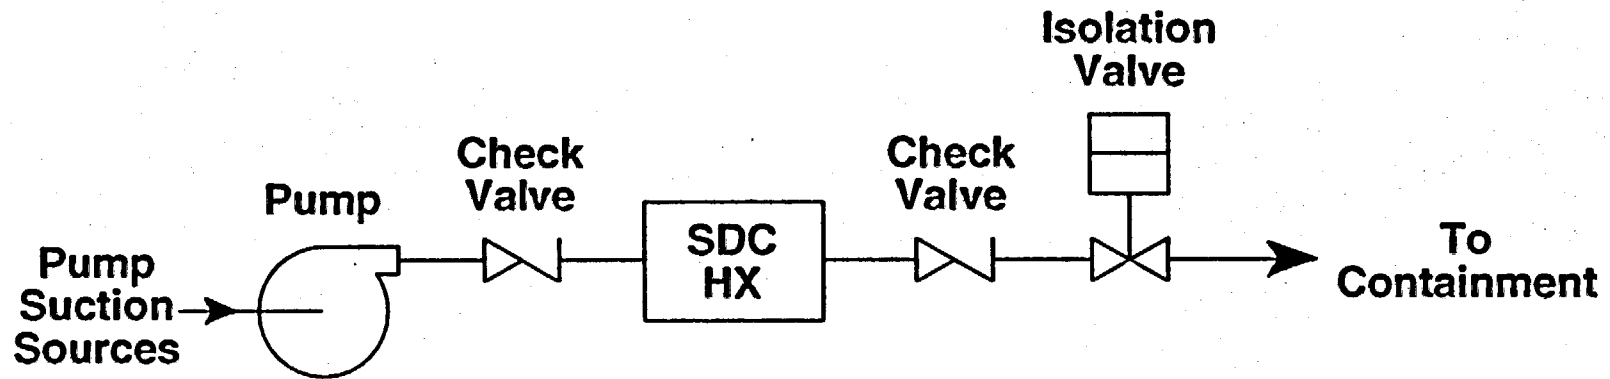 Isolation
Valve
Check
Valve
Check
Valve
Pump
SDC
HX
Pump
Suction
Sources
To
Containment